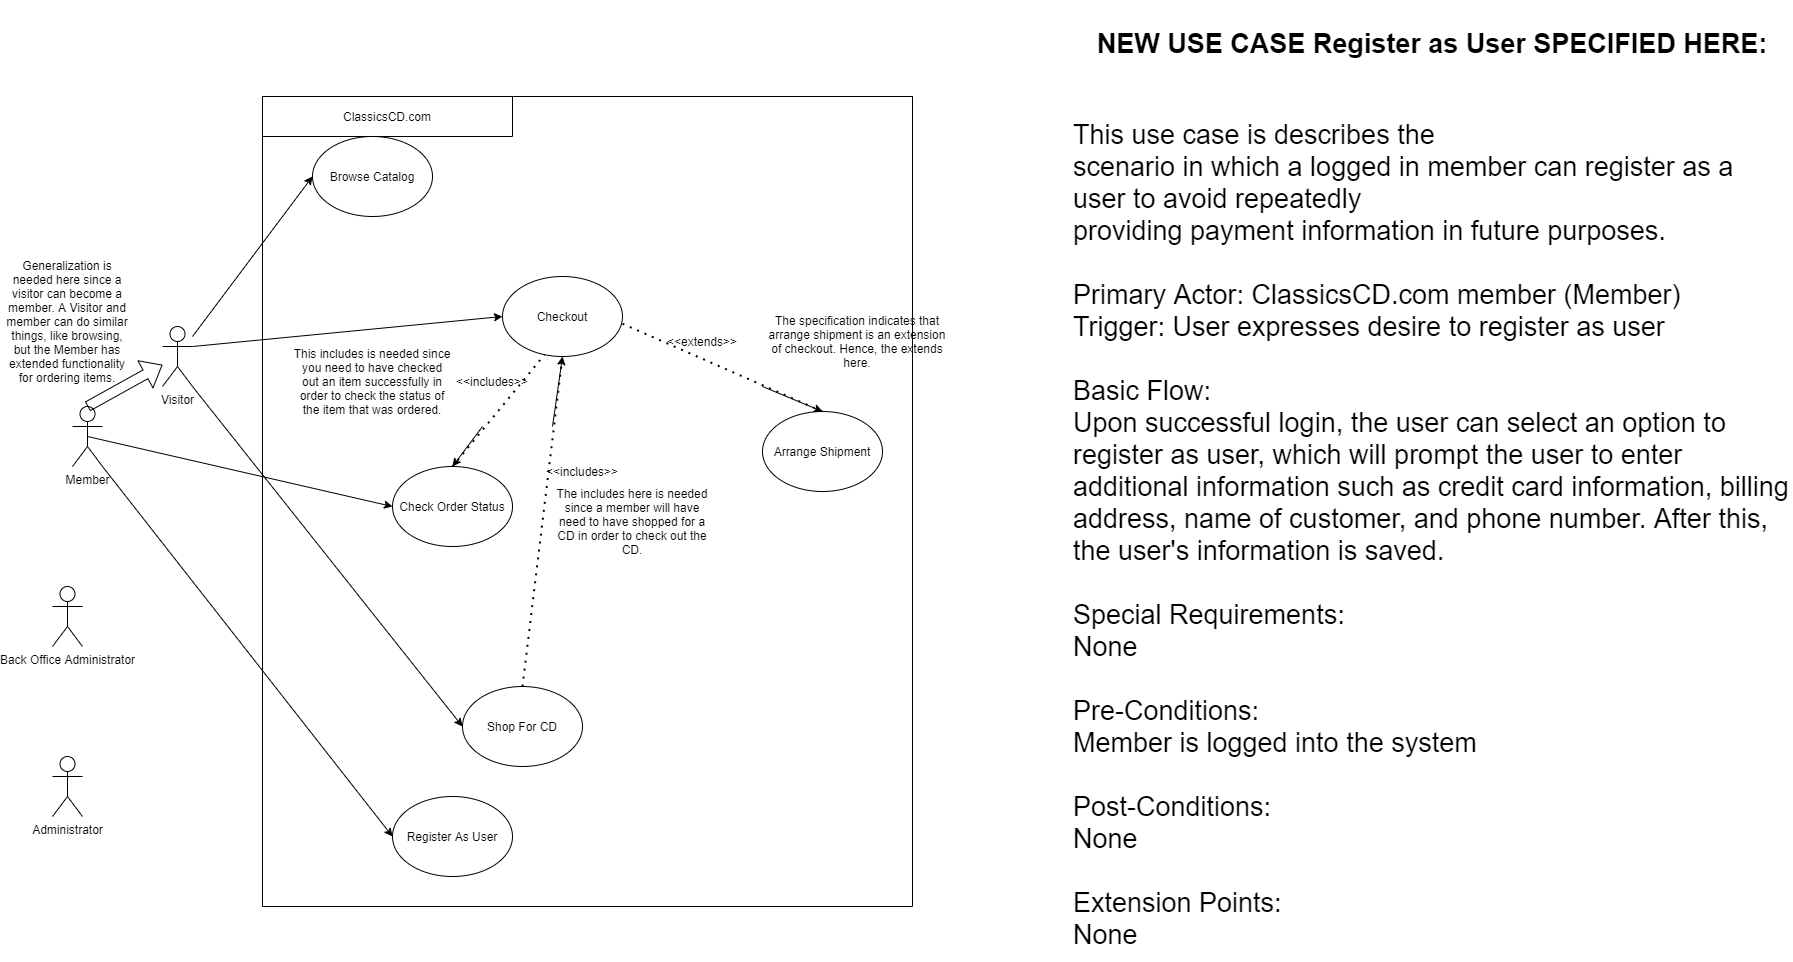 NEW USE CASE Register as User SPECIFIED HERE:
ClassicsCD.com
Browse Catalog
Generalization is
needed here since a
visitor can become a
member. A Visitor and
member can do similar
things, like browsing,
but the Member has
extended functionality
for ordering items.
Visitor
Member
Checkout
This includes is needed since
you need to have checked
out an item successfully in
order to check the status of
the item that was ordered.
<<includes>>
<<extends>>
The specification indicates that
arrange shipment is an extension
of checkout. Hence, the extends
here.
Arrange Shipment
Check Order Status
<<includes>>
The includes here is needed
since a member will have
need to have shopped for a
CD in order to check out the
CD.
Back Office Administrator
Shop For CD
Administrator
Register As User
This use case is describes the
scenario in which a logged in member can register as a
user to avoid repeatedly
providing payment information in future purposes.
Primary Actor: ClassicsCD.com member (Member)
Trigger: User expresses desire to register as user
Basic Flow:
Upon successful login, the user can select an option to
register as user, which will prompt the user to enter
additional information such as credit card information, billing
address, name of customer, and phone number. After this,
the user's information is saved.
Special Requirements:
None
Pre-Conditions:
Member is logged into the system
Post-Conditions:
None
Extension Points:
None